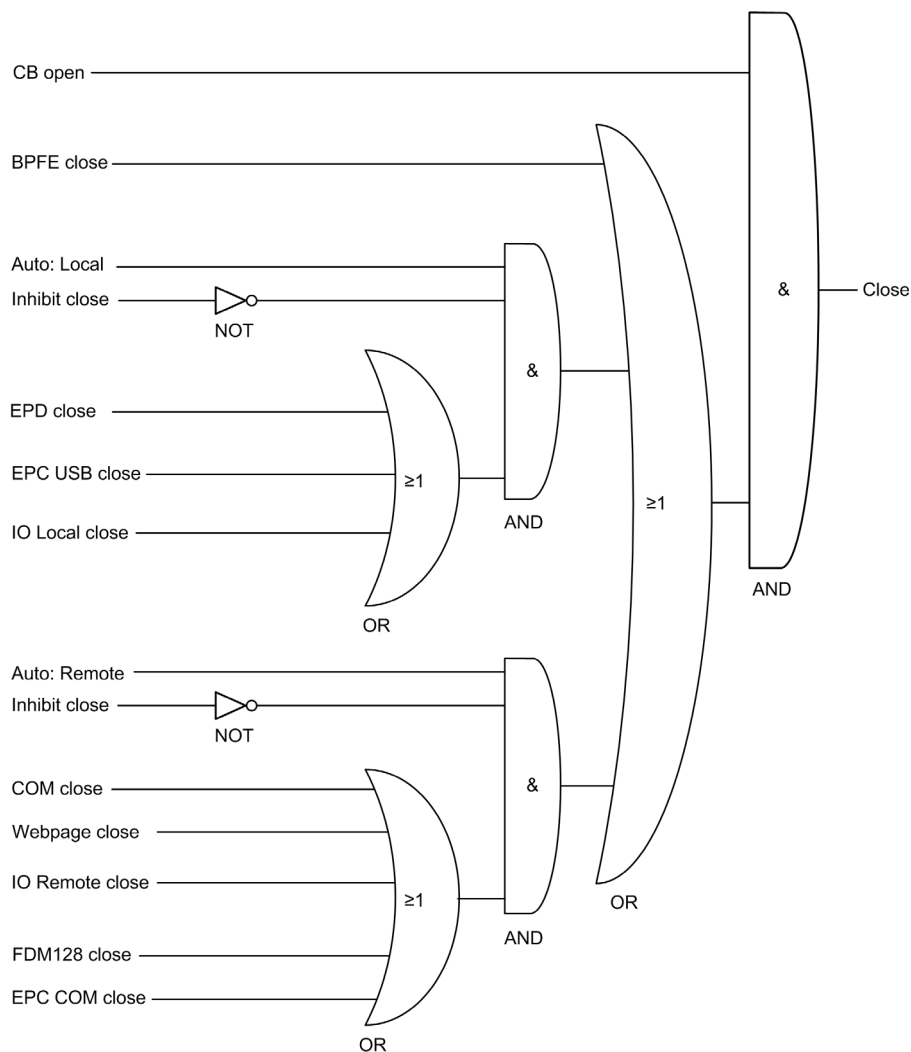 CB open
BPFE close
Auto: Local
Inhibit close
NOT
&
Close
&
EPD close
EPC USB close
≥1
≥1
IO Local close
AND
AND
OR
Auto: Remote
Inhibit close
NOT
COM close
&
Webpage close
IO Remote close
≥1
OR
AND
FDM128 close
EPC COM close
OR